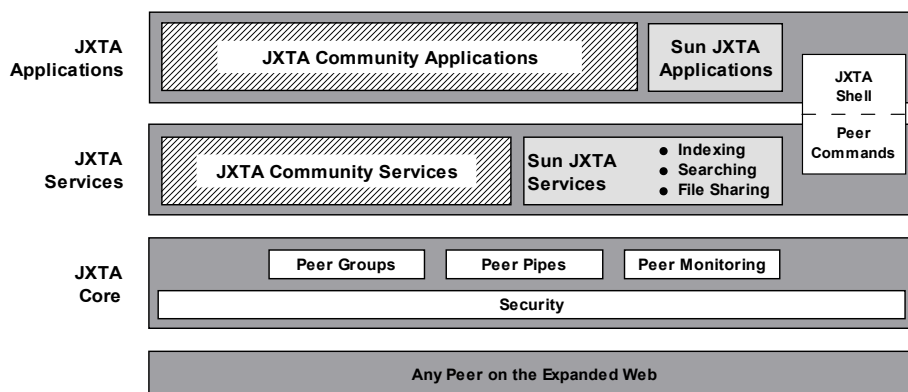 JXTA
Applications
JXTA Community Applications
Sun JXTA
Applications
JXTA
Shell
Peer
Commands
JXTA
Services
JXTA Community Services
Sun JXTA
Services
● Indexing
● Searching
● File Sharing
JXTA
Core
Peer Groups
Peer Pipes
Peer Monitoring
Security
Any Peer on the Expanded Web